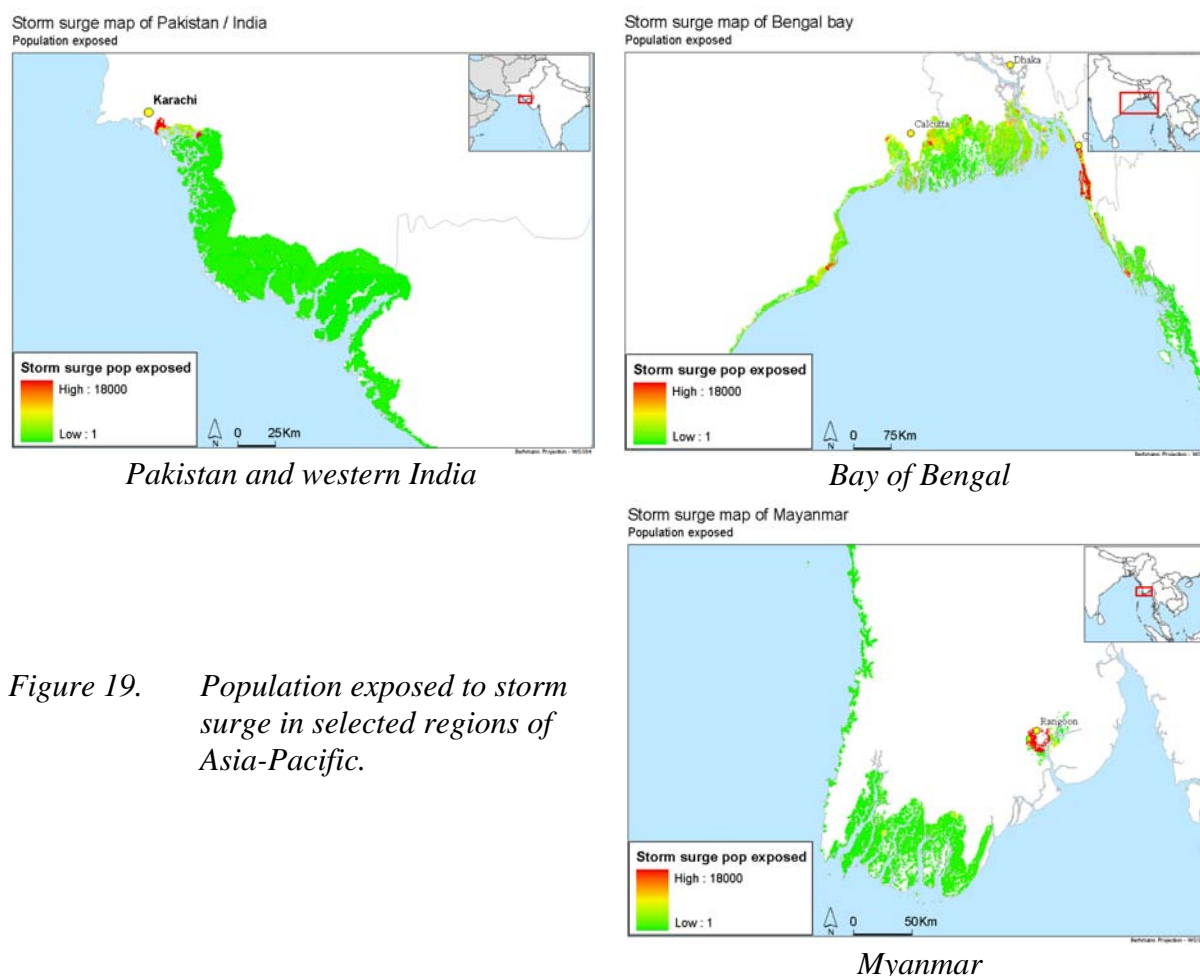 Storm surge map of Pakistan / India
Population exposed
Karachi
Storm surge pop exposed
High : 18000
Low : 1
N
0 25Km
Pakistan and western India
Storm surge map of Bengal bay
Population exposed
Dhaka
Calcutta
Storm surge pop exposed
High : 18000
Low : 1
N
0 75Km
Bay of Bengal
Storm surge map of Mayanmar
Population exposed
Rangoon
Storm surge pop exposed
High : 18000
Low : 1
N
0 50Km
Myanmar
Figure 19. Population exposed to storm
surge in selected regions of
Asia-Pacific.